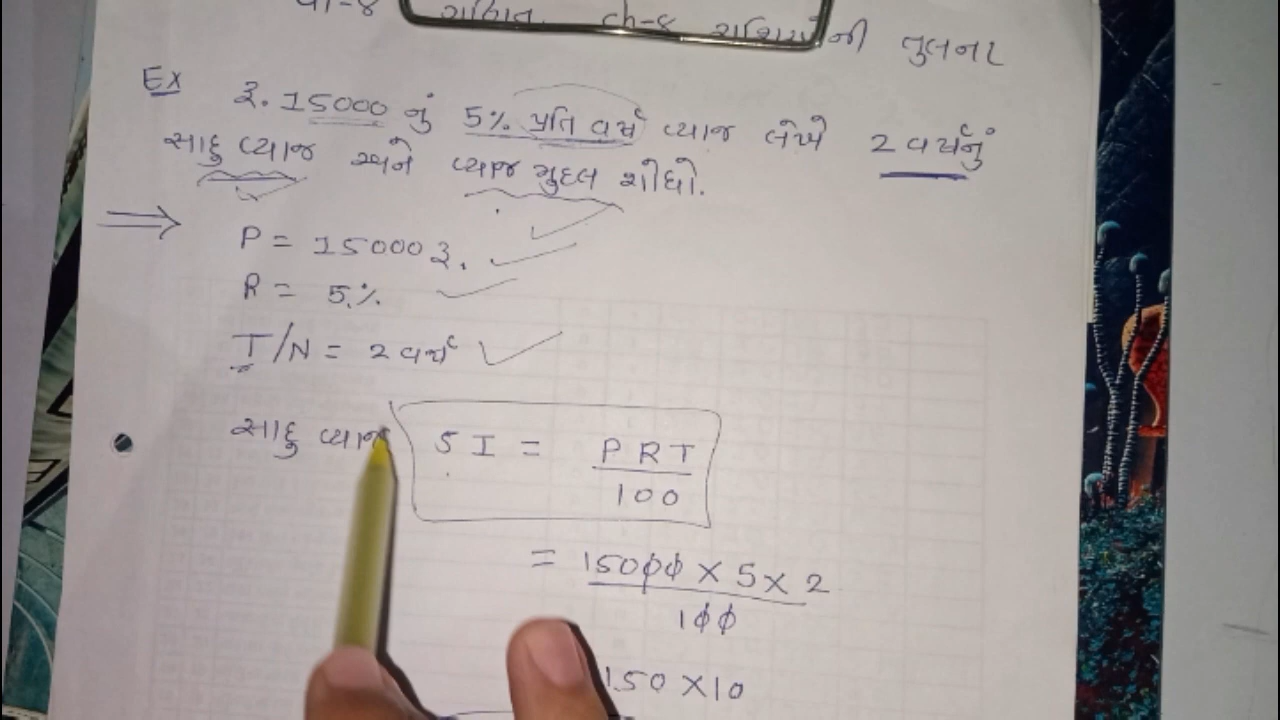 ગણિત ch-8 રાશિઓની તુલના
Ex રૂ. 15000 નું 5% પ્રતિ વર્ષ વ્યાજ લેખે 2 વર્ષનું
સાદુ વ્યાજ અને વ્યાજ મુદલ શોધો.
⇒ P = 15000 રૂ.
R = 5%
T/N = 2 વર્ષ
સાદુ વ્યાજ SI = PRT
100
= 15000 × 5 × 2
100
150 × 10